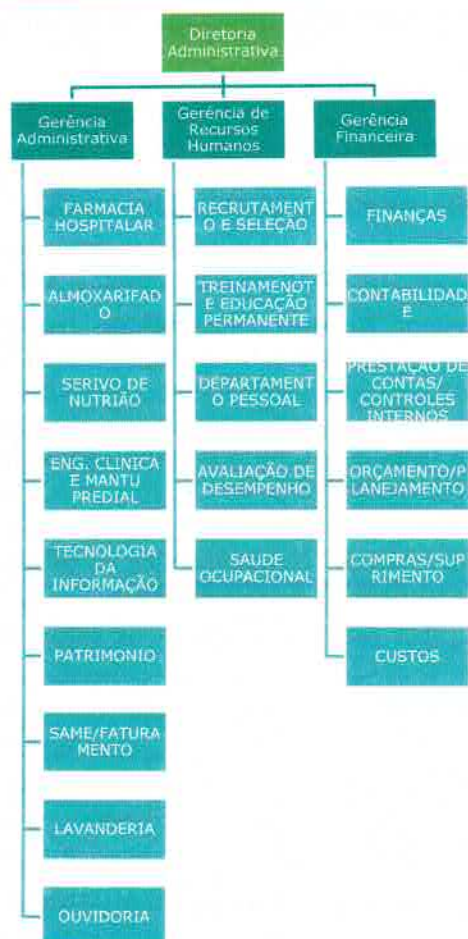 Diretoria
Administrativa
Gerência
Administrativa
Gerência de
Recursos
Humanos
Gerência
Financeira
FARMACIA
HOSPITALAR
ALMOXARIFAD
O
SERIVO DE
NUTRIÃO
ENG. CLINICA
E MANTU
PREDIAL
TECNOLOGIA
DA
INFORMAÇÃO
PATRIMONIO
SAME/FATURA
MENTO
LAVANDERIA
OUVIDORIA
RECRUTAMENT
O E SELEÇÃO
TREINAMENOT
E EDUCAÇÃO
PERMANENTE
DEPARTAMENT
O PESSOAL
AVALIAÇÃO DE
DESEMPENHO
SAUDE
OCUPACIONAL
FINANÇAS
CONTABILIDAD
E
PRESTAÇÃO DE
CONTAS/
CONTROLES
INTERNOS
ORÇAMENTO/P
LANEJAMENTO
COMPRAS/SUP
RIMENTO
CUSTOS